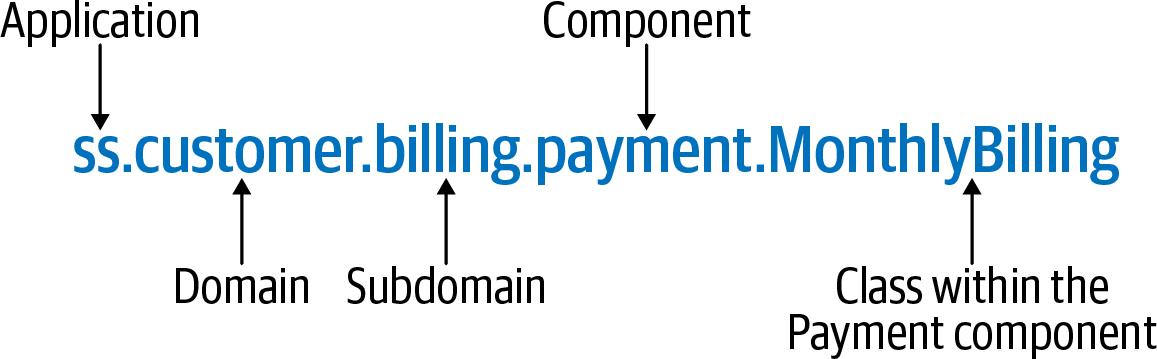 Application
Component
ss.customer.billing.payment.MonthlyBilling
Domain
Subdomain
Class within the
Payment component